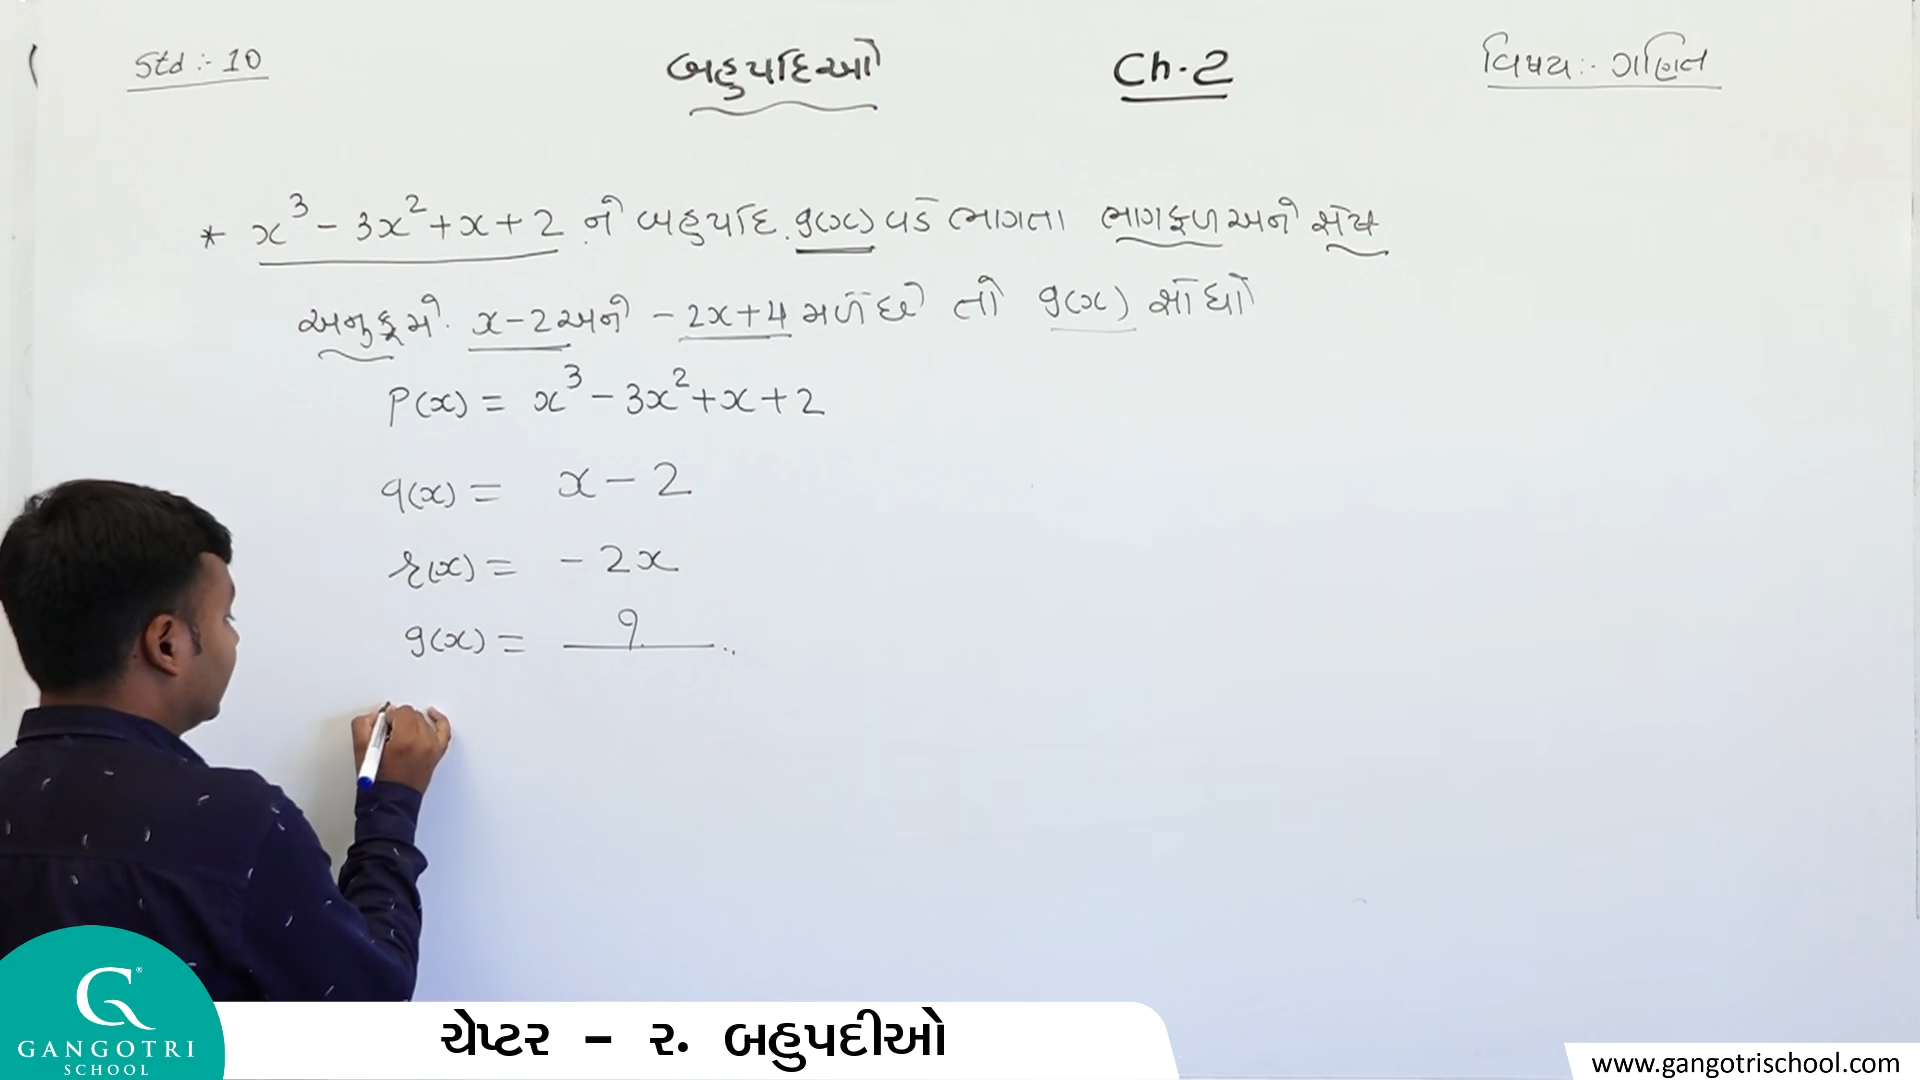 Std :- 10 બહુપદિઓ Ch.2 વિષય:- ગણિત
* x³ - 3x² + x + 2 ને બહુપદિ g(x) વડે ભાગતા ભાગફળ અને શેષ
અનુક્રમે x-2 અને - 2x+4 મળે છે તો g(x) શોધો
P(x) = x³ - 3x² + x + 2
q(x) = x - 2
r(x) = - 2x
g(x) = ?
GANGOTRI
SCHOOL
ચેપ્ટર – ૨. બહુપદીઓ
www.gangotrischool.com